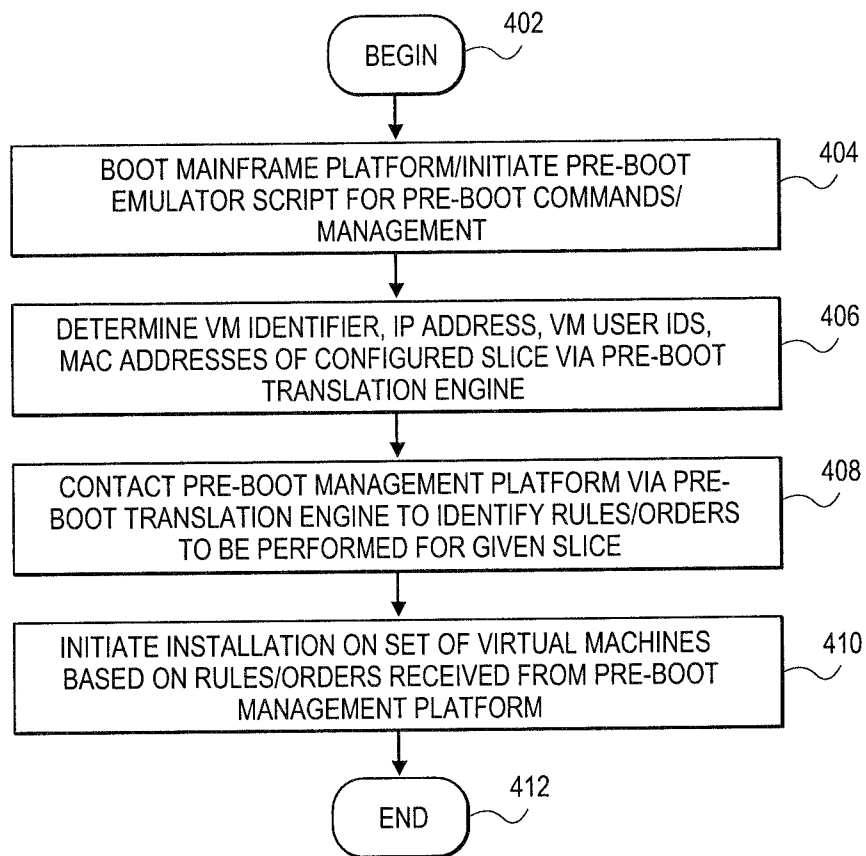 402
BEGIN
404
BOOT MAINFRAME PLATFORM/INITIATE PRE-BOOT
EMULATOR SCRIPT FOR PRE-BOOT COMMANDS/
MANAGEMENT
406
DETERMINE VM IDENTIFIER, IP ADDRESS, VM USER IDS,
MAC ADDRESSES OF CONFIGURED SLICE VIA PRE-BOOT
TRANSLATION ENGINE
408
CONTACT PRE-BOOT MANAGEMENT PLATFORM VIA PRE-
BOOT TRANSLATION ENGINE TO IDENTIFY RULES/ORDERS
TO BE PERFORMED FOR GIVEN SLICE
410
INITIATE INSTALLATION ON SET OF VIRTUAL MACHINES
BASED ON RULES/ORDERS RECEIVED FROM PRE-BOOT
MANAGEMENT PLATFORM
412
END